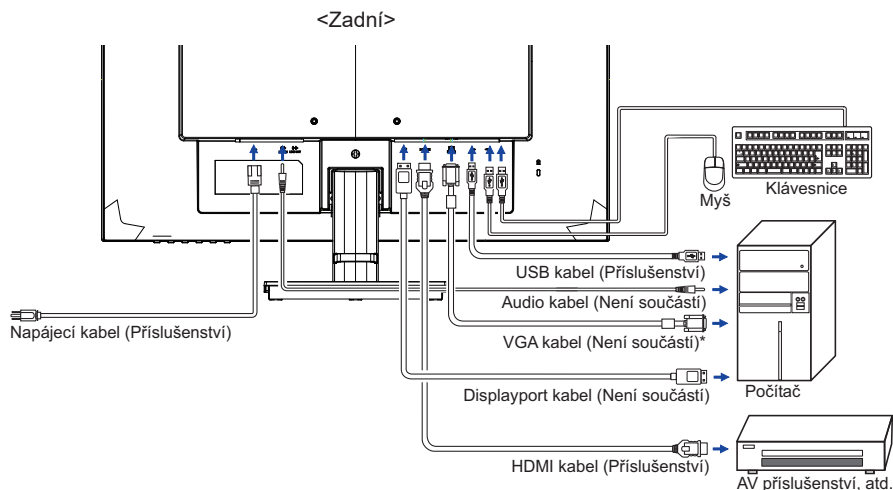 <Zadní>
Klávesnice
Myš
USB kabel (Příslušenství)
Audio kabel (Není součástí)
Napájecí kabel (Příslušenství)
VGA kabel (Není součástí)*
Displayport kabel (Není součástí)
Počítač
HDMI kabel (Příslušenství)
AV příslušenství, atd.